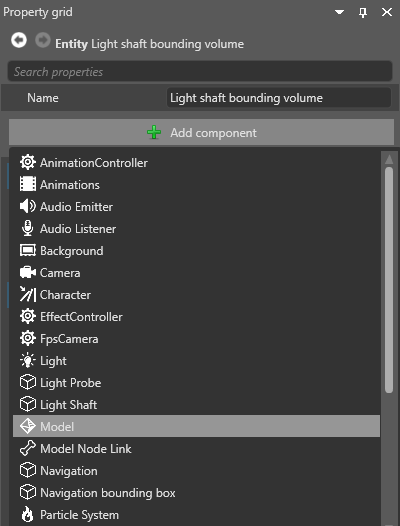 Property grid
Entity Light shaft bounding volume
Search properties
Name Light shaft bounding volume
Add component
AnimationController
Animations
Audio Emitter
Audio Listener
Background
Camera
Character
EffectController
FpsCamera
Light
Light Probe
Light Shaft
Model
Model Node Link
Navigation
Navigation bounding box
Particle System